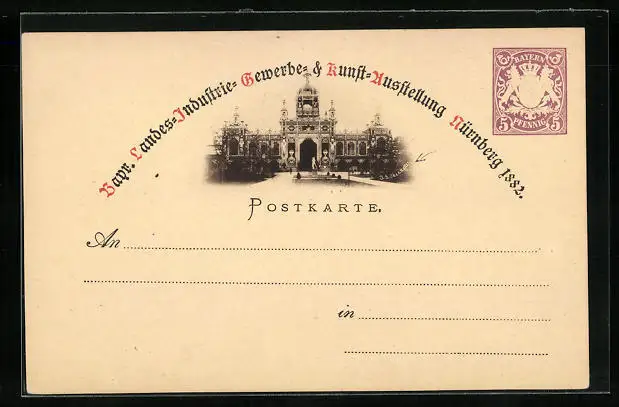 Bayr. Landes-Industrie- Gewerbe- & Kunst-Ausstellung Nürnberg 1882.
BAYERN
5 PFENNIG 5
POSTKARTE.
An
in